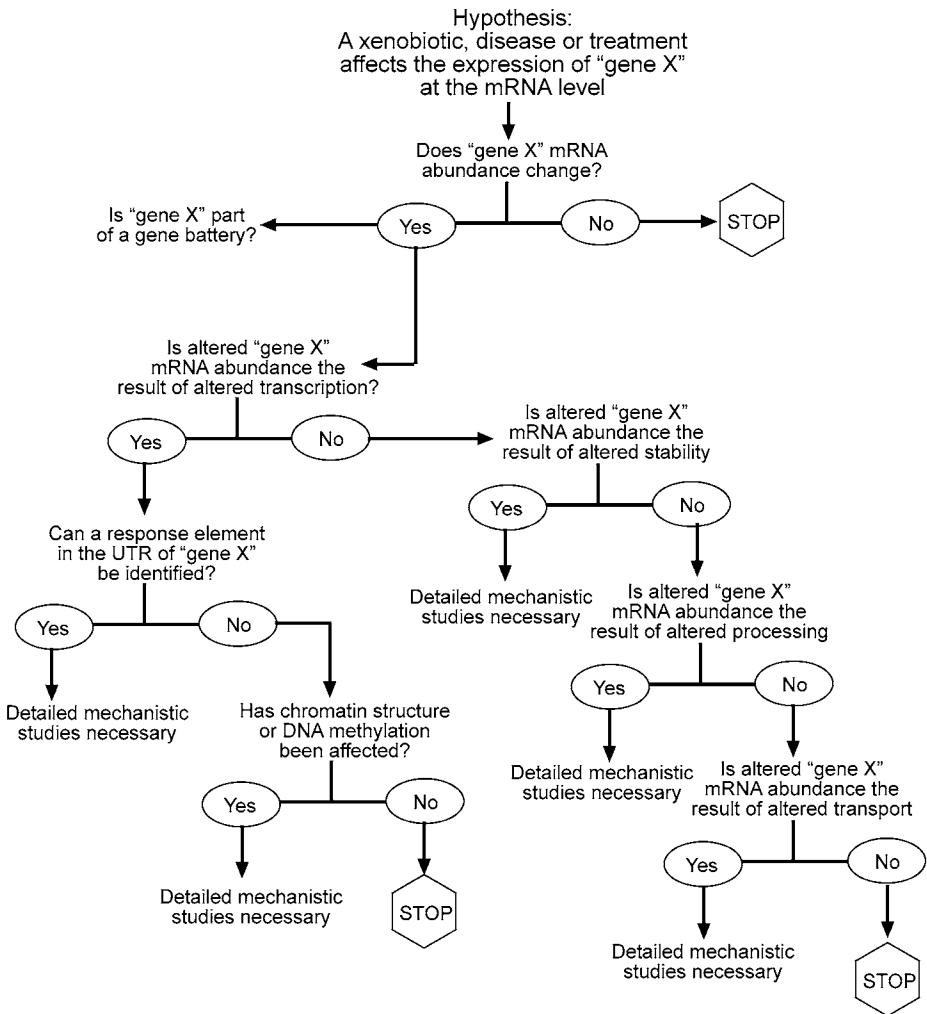 Hypothesis:
A xenobiotic, disease or treatment
affects the expression of “gene X”
at the mRNA level
Does “gene X” mRNA
abundance change?
Is “gene X” part
of a gene battery?
Yes
No
STOP
Is altered “gene X”
mRNA abundance the
result of altered transcription?
Yes
No
Is altered “gene X”
mRNA abundance the
result of altered stability
Yes
No
Can a response element
in the UTR of “gene X”
be identified?
Detailed mechanistic
studies necessary
Is altered “gene X”
mRNA abundance the
result of altered processing
Yes
No
Yes
No
Detailed mechanistic
studies necessary
Has chromatin structure
or DNA methylation
been affected?
Detailed mechanistic
studies necessary
Is altered “gene X”
mRNA abundance the
result of altered transport
Yes
No
Yes
No
Detailed mechanistic
studies necessary
STOP
Detailed mechanistic
studies necessary
STOP